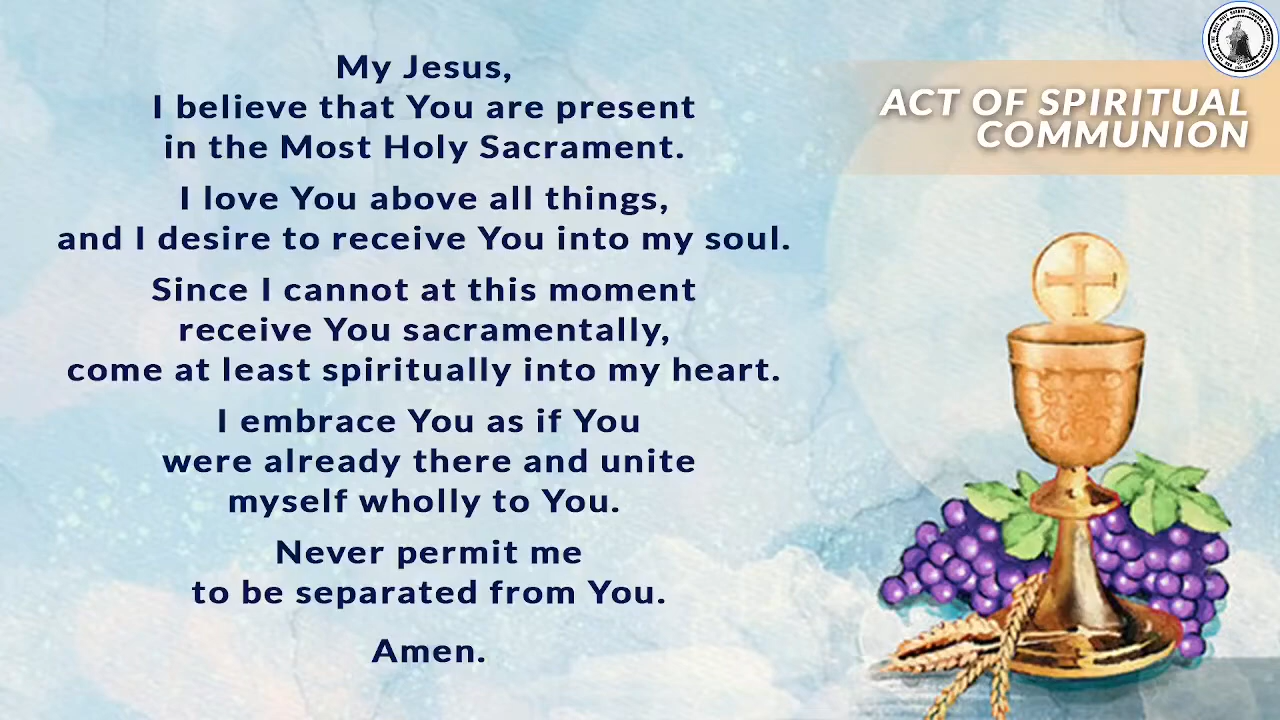 My Jesus,
I believe that You are present
in the Most Holy Sacrament.
I love You above all things,
and I desire to receive You into my soul.
Since I cannot at this moment
receive You sacramentally,
come at least spiritually into my heart.
I embrace You as if You
were already there and unite
myself wholly to You.
Never permit me
to be separated from You.
Amen.
ACT OF SPIRITUAL
COMMUNION